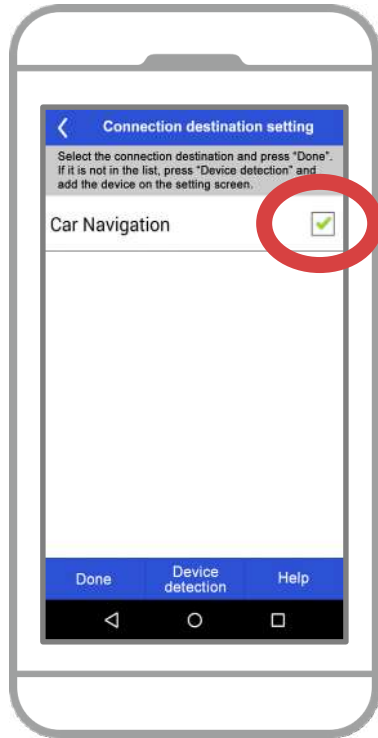 Connection destination setting
Select the connection destination and press "Done".
If it is not in the list, press "Device detection" and
add the device on the setting screen.
Car Navigation
Done
Device
detection
Help